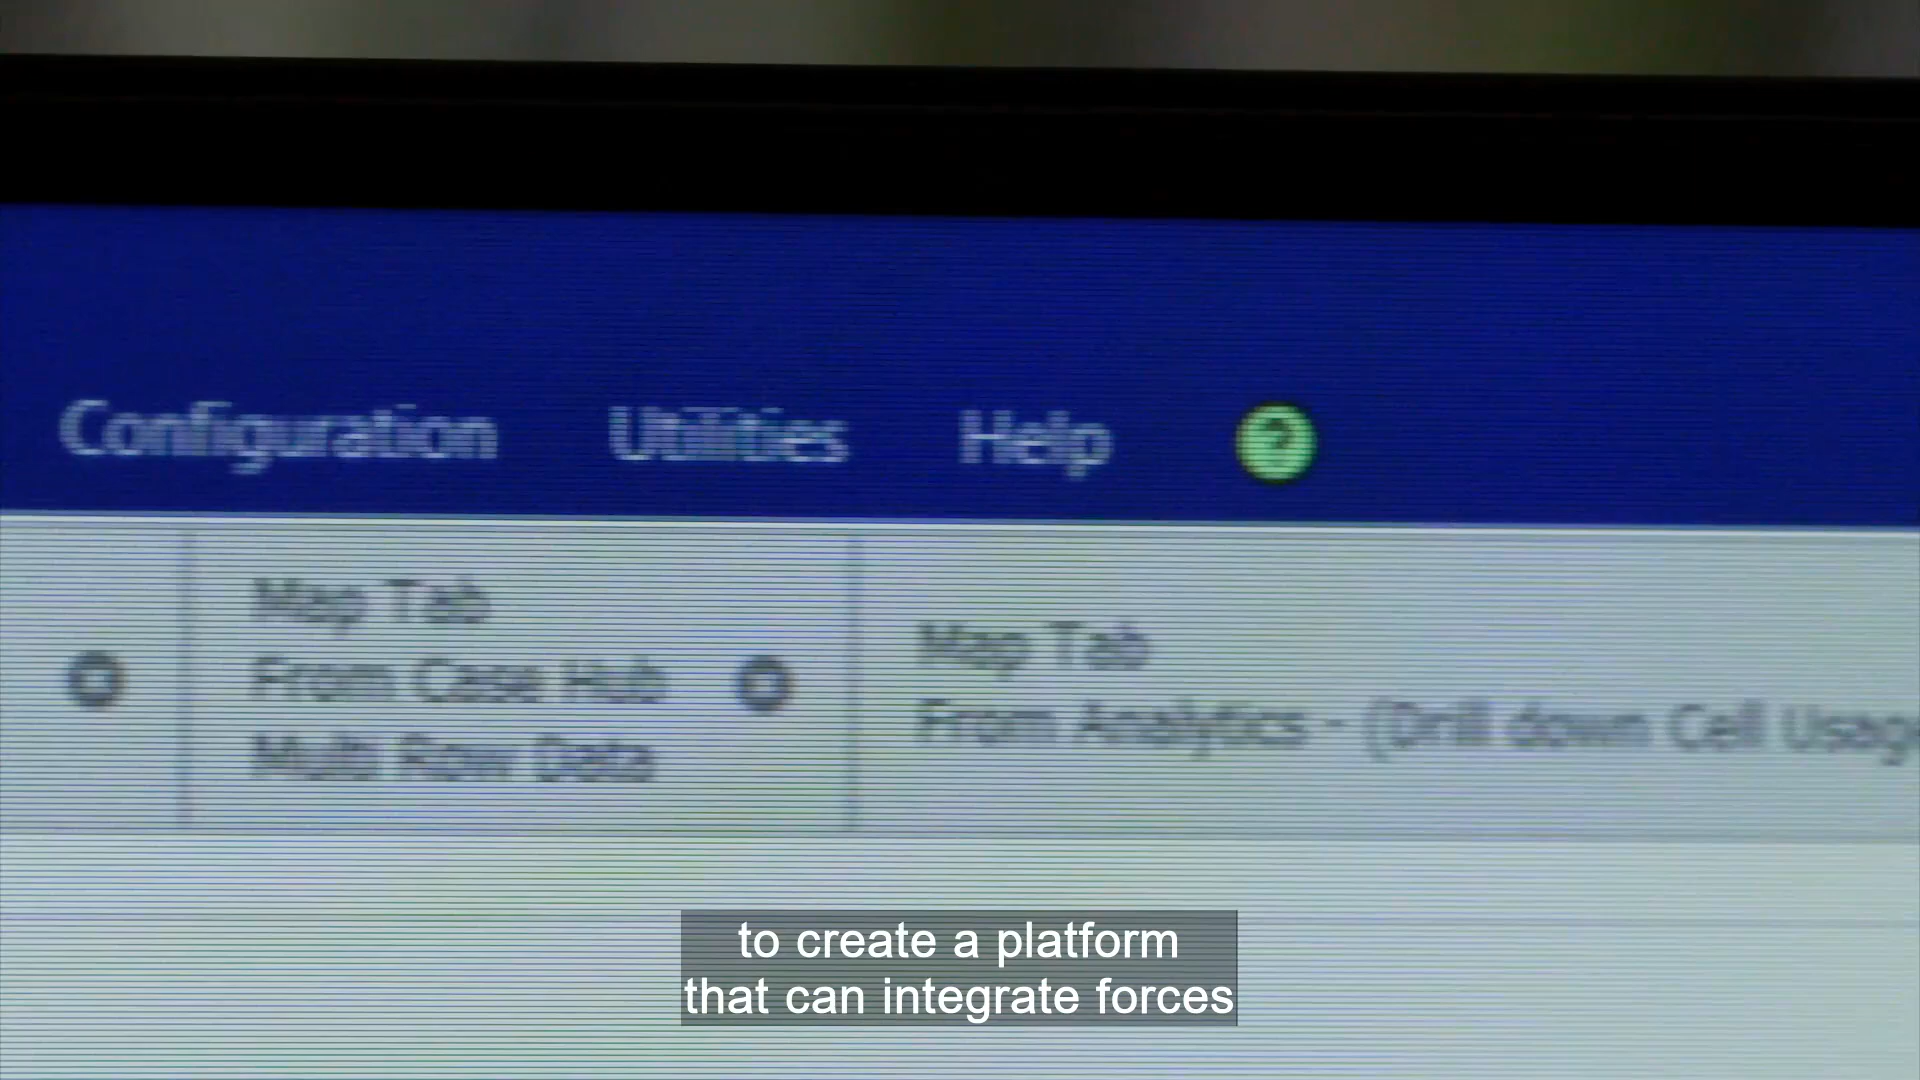 Configuration Utilities Help ?
Map Tab
From Case Hub
Multi Row Data
Map Tab
From Analytics - (Drill down Cell Usage
to create a platform
that can integrate forces